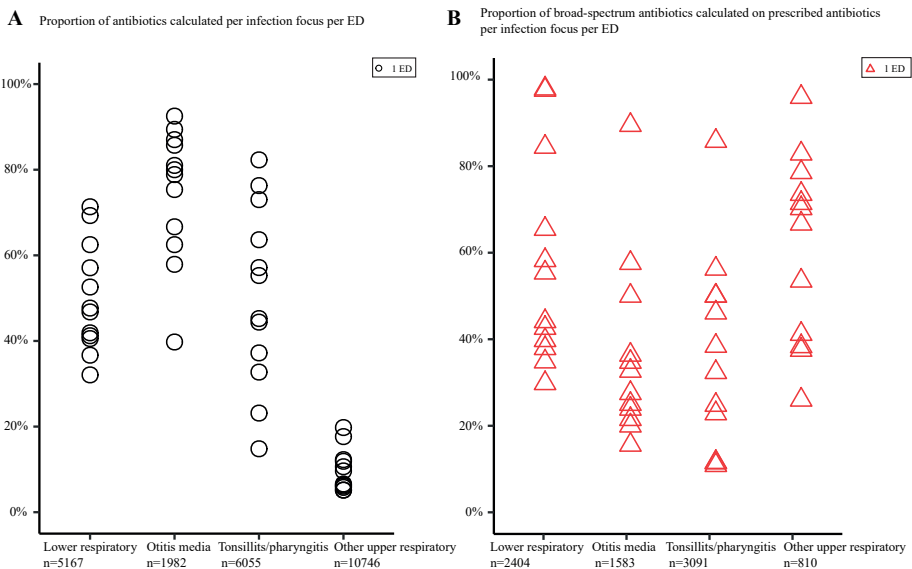 A Proportion of antibiotics calculated per infection focus per ED
1 ED
100%
80%
60%
40%
20%
0%
Lower respiratory Otitis media Tonsillits/pharyngitis Other upper respiratory
n=5167 n=1982 n=6055 n=10746
B Proportion of broad-spectrum antibiotics calculated on prescribed antibiotics
per infection focus per ED
1 ED
100%
80%
60%
40%
20%
0%
Lower respiratory Otitis media Tonsillits/pharyngitis Other upper respiratory
n=2404 n=1583 n=3091 n=810